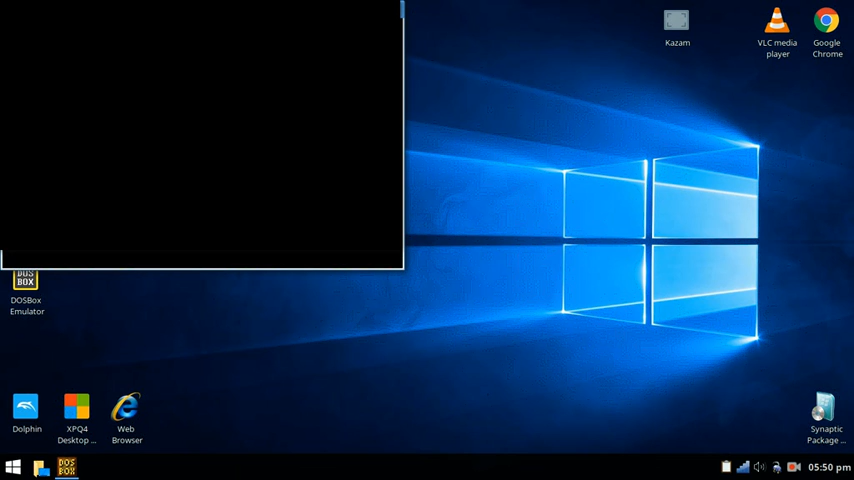 Kazam
VLC media
player
Google
Chrome
DOS
BOX
DOSBox
Emulator
Dolphin
XPQ4
Desktop ...
Web
Browser
Synaptic
Package ...
DOS
BOX
05:50 pm